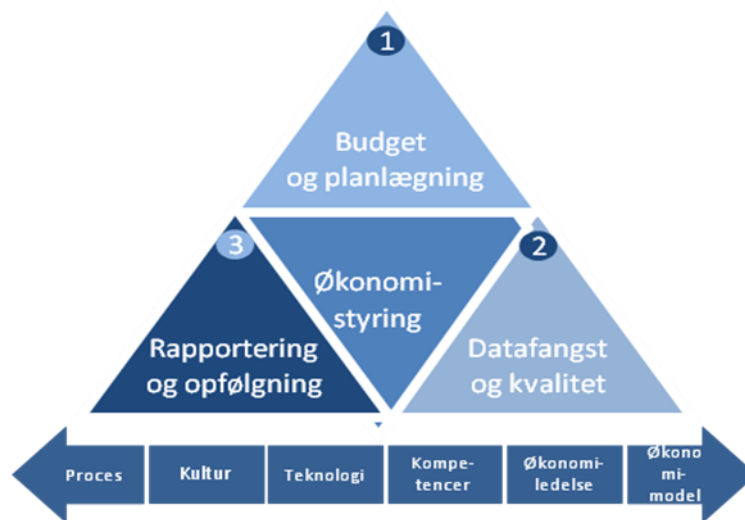 1
Budget
og planlægning
3
2
Økonomi-
styring
Rapportering
og opfølgning
Datafangst
og kvalitet
Proces
Kultur
Teknologi
Kompe-
tencer
Økonomi-
ledelse
Økono
mi-
model